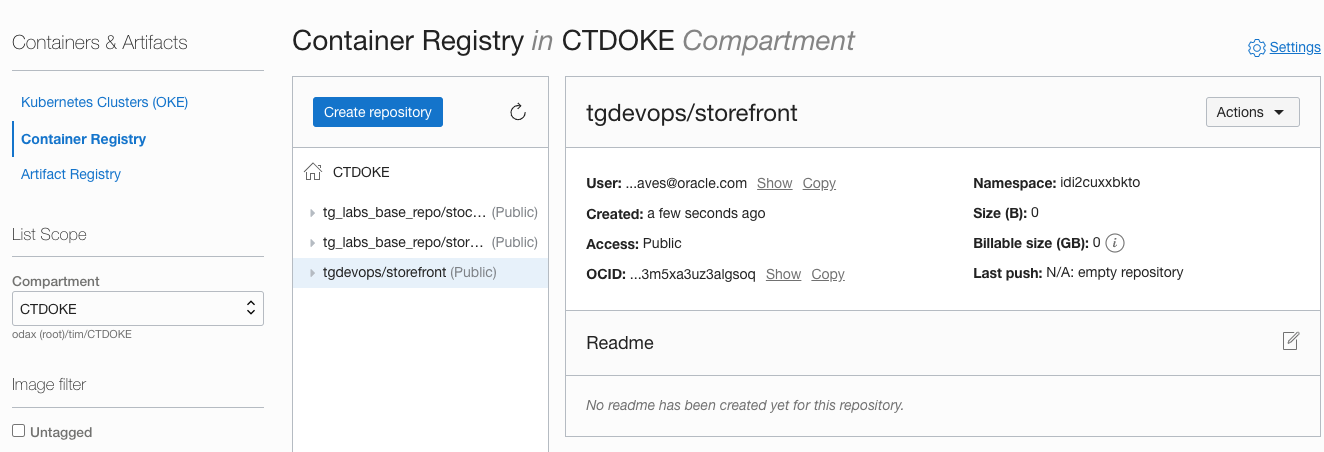 Containers & Artifacts
Kubernetes Clusters (OKE)
Container Registry
Artifact Registry
List Scope
Compartment
CTDOKE
odax (root)/tim/CTDOKE
Image filter
Untagged
Container Registry in CTDOKE Compartment
Settings
Create repository
CTDOKE
tg_labs_base_repo/stoc... (Public)
tg_labs_base_repo/stor... (Public)
tgdevops/storefront (Public)
tgdevops/storefront
Actions
User: ...aves@oracle.com Show Copy
Created: a few seconds ago
Access: Public
OCID: ...3m5xa3uz3algsoq Show Copy
Namespace: idi2cuxxbkto
Size (B): 0
Billable size (GB): 0 i
Last push: N/A: empty repository
Readme
No readme has been created yet for this repository.